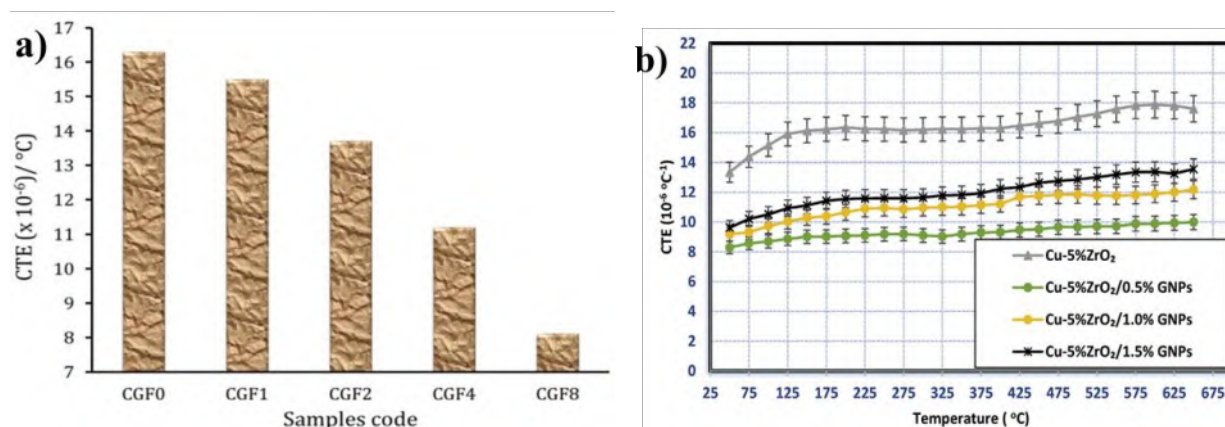 a)
17
16
15
14
13
12
11
10
9
8
7
CTE (x 10⁻⁶)/ °C)
CGF0 CGF1 CGF2 CGF4 CGF8
Samples code
b)
22
20
18
16
14
12
10
8
6
4
2
0
CTE (10⁻⁶ °C⁻¹)
Cu-5%ZrO₂
Cu-5%ZrO₂/0.5% GNPs
Cu-5%ZrO₂/1.0% GNPs
Cu-5%ZrO₂/1.5% GNPs
25 75 125 175 225 275 325 375 425 475 525 575 625 675
Temperature ( °C)